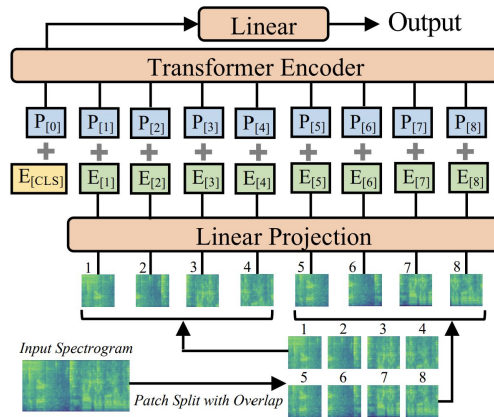 Linear
Output
Transformer Encoder
P[0] P[1] P[2] P[3] P[4] P[5] P[6] P[7] P[8]
+ + + + + + + + +
E[CLS] E[1] E[2] E[3] E[4] E[5] E[6] E[7] E[8]
Linear Projection
1 2 3 4 5 6 7 8
1 2 3 4
Input Spectrogram
5 6 7 8
Patch Split with Overlap